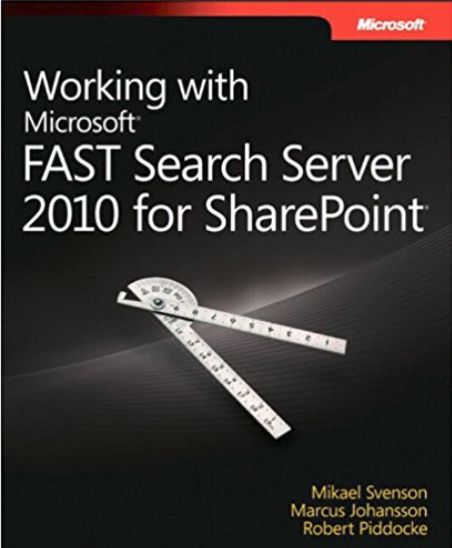 Microsoft
Working with
Microsoft®
FAST Search Server
2010 for SharePoint®
Mikael Svenson
Marcus Johansson
Robert Piddocke